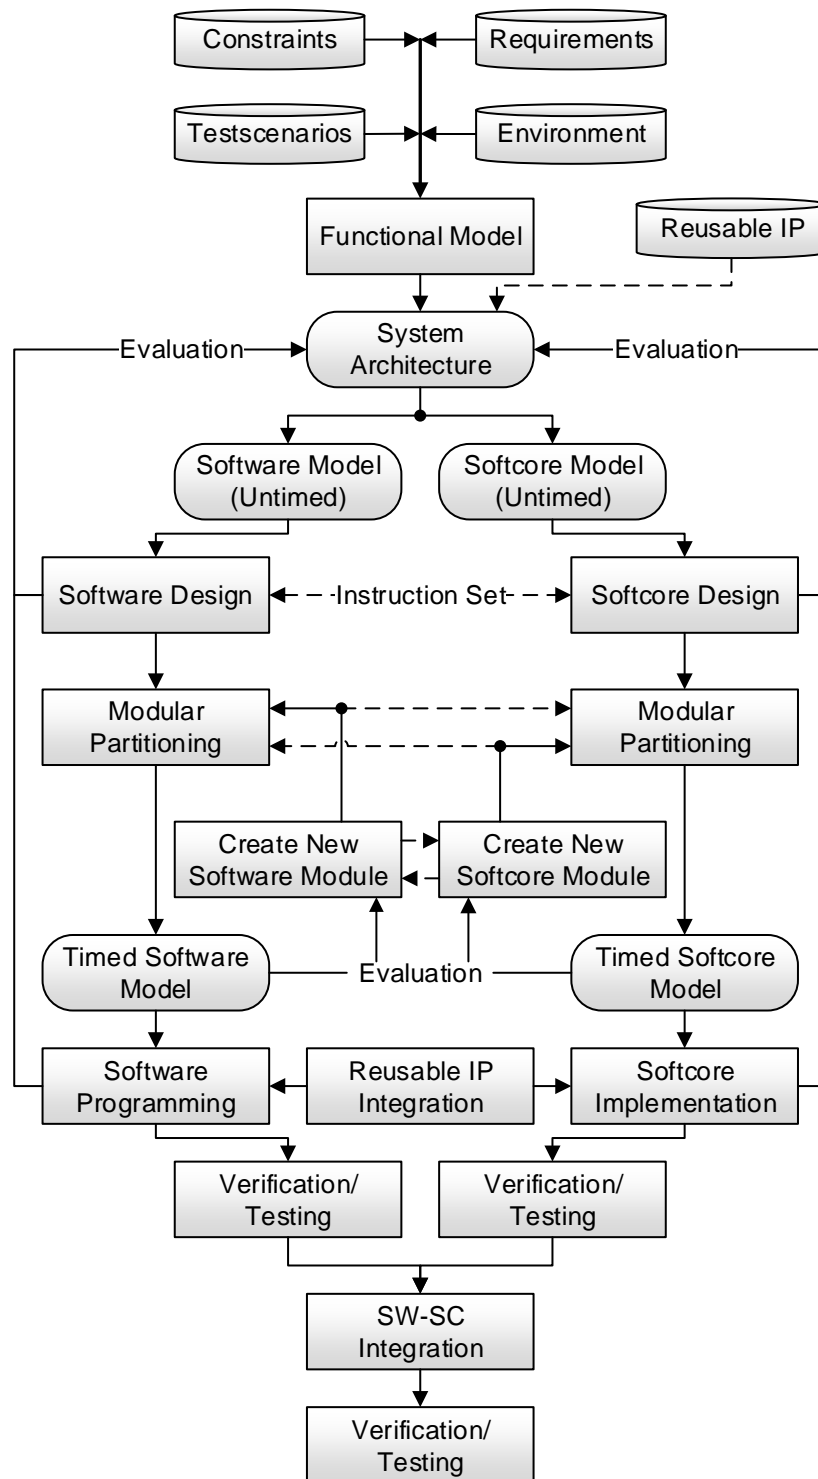 Constraints
Requirements
Testscenarios
Environment
Functional Model
Reusable IP
System
Architecture
Evaluation
Evaluation
Software Model
(Untimed)
Softcore Model
(Untimed)
Software Design
Instruction Set
Softcore Design
Modular
Partitioning
Modular
Partitioning
Create New
Software Module
Create New
Softcore Module
Timed Software
Model
Evaluation
Timed Softcore
Model
Software
Programming
Reusable IP
Integration
Softcore
Implementation
Verification/
Testing
Verification/
Testing
SW-SC
Integration
Verification/
Testing